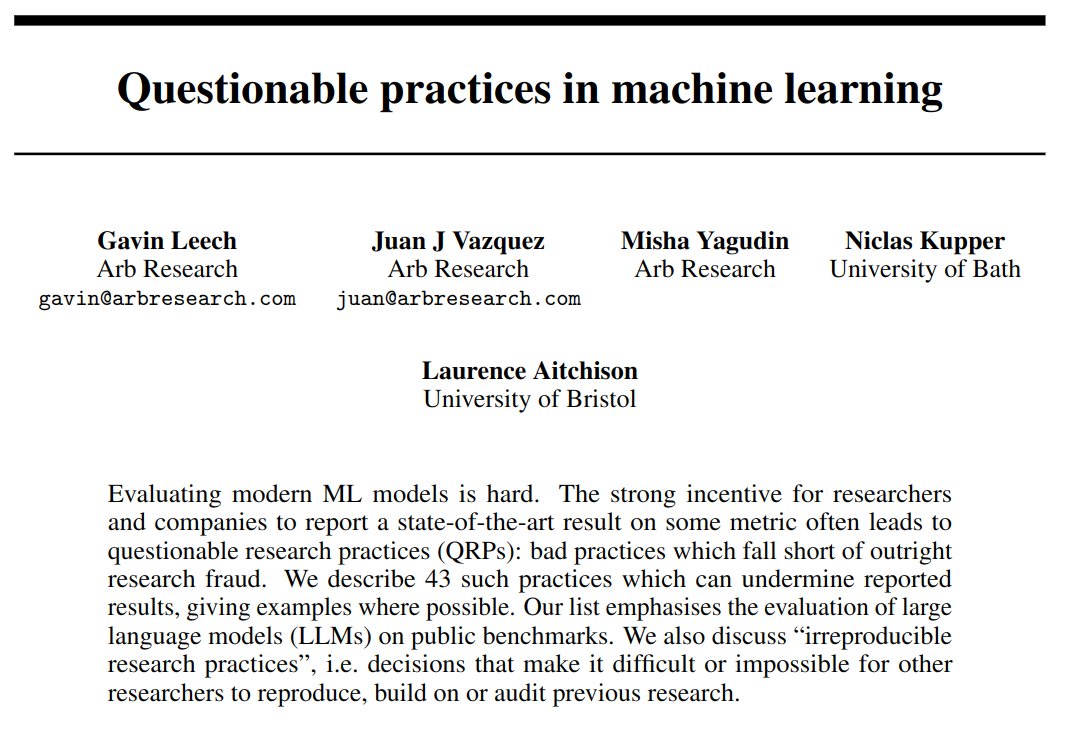 Questionable practices in machine learning
Gavin Leech Juan J Vazquez Misha Yagudin Niclas Kupper
Arb Research Arb Research Arb Research University of Bath
gavin@arbresearch.com juan@arbresearch.com
Laurence Aitchison
University of Bristol
Evaluating modern ML models is hard. The strong incentive for researchers
and companies to report a state-of-the-art result on some metric often leads to
questionable research practices (QRPs): bad practices which fall short of outright
research fraud. We describe 43 such practices which can undermine reported
results, giving examples where possible. Our list emphasises the evaluation of large
language models (LLMs) on public benchmarks. We also discuss “irreproducible
research practices”, i.e. decisions that make it difficult or impossible for other
researchers to reproduce, build on or audit previous research.